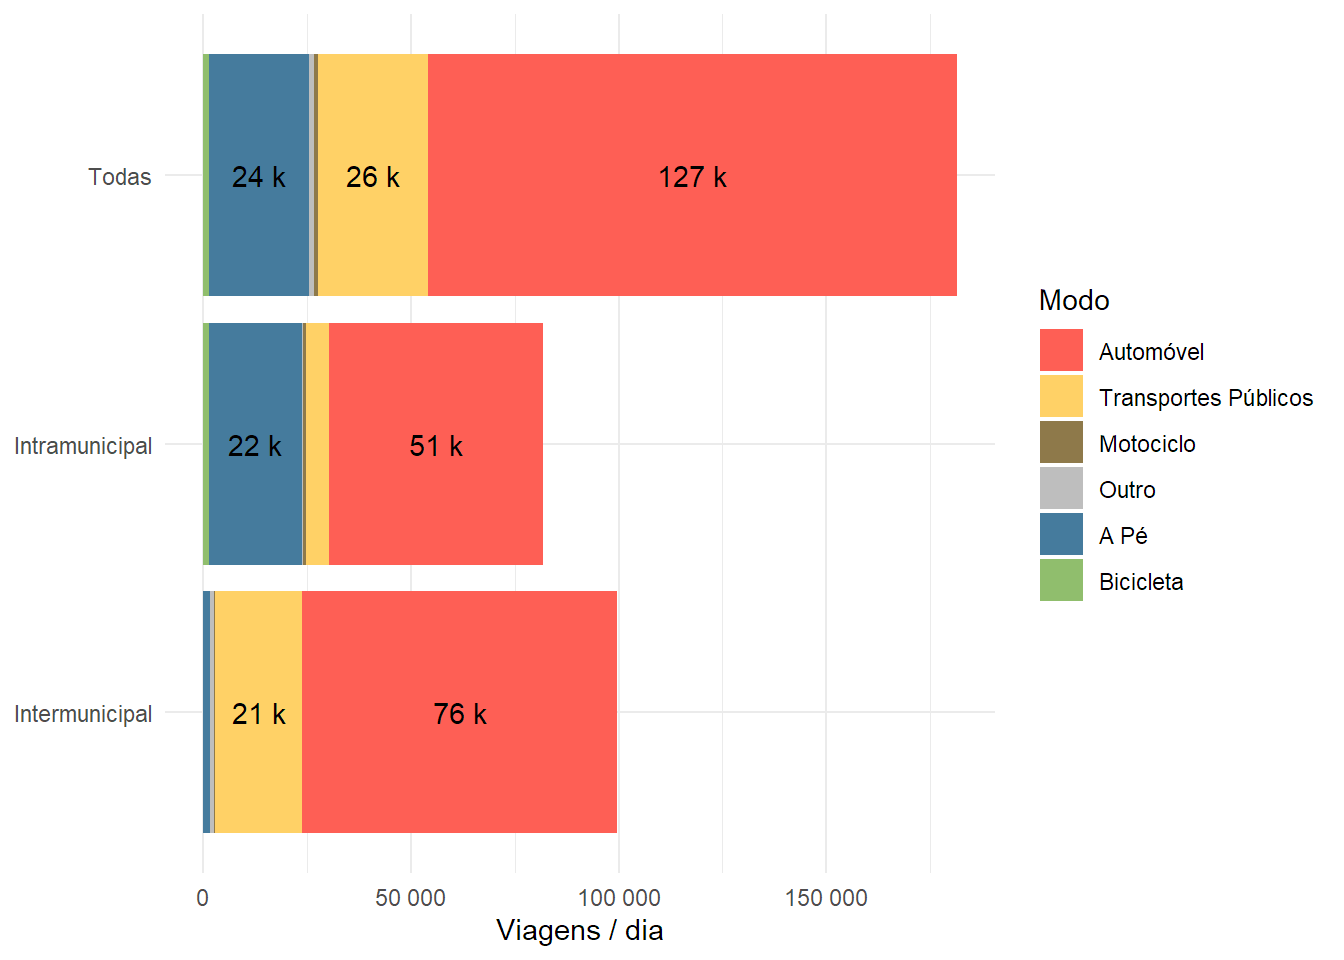 Todas
24 k
26 k
127 k
Intramunicipal
22 k
51 k
Intermunicipal
21 k
76 k
0
50 000
100 000
150 000
Viagens / dia
Modo
Automóvel
Transportes Públicos
Motociclo
Outro
A Pé
Bicicleta